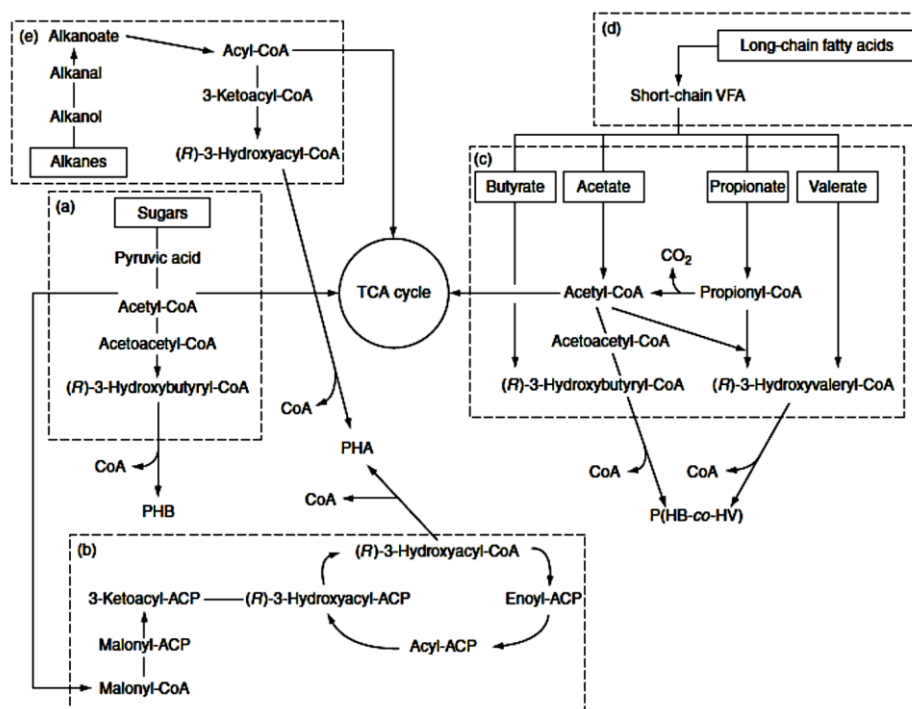 (e)
Alkanoate
Acyl-CoA
Alkanal
3-Ketoacyl-CoA
Alkanol
(R)-3-Hydroxyacyl-CoA
Alkanes
(d)
Long-chain fatty acids
Short-chain VFA
(c)
Butyrate
Acetate
Propionate
Valerate
CO2
Acetyl-CoA
Propionyl-CoA
Acetoacetyl-CoA
(R)-3-Hydroxybutyryl-CoA
(R)-3-Hydroxyvaleryl-CoA
CoA
CoA
P(HB-co-HV)
(a)
Sugars
Pyruvic acid
Acetyl-CoA
Acetoacetyl-CoA
(R)-3-Hydroxybutyryl-CoA
CoA
PHB
TCA cycle
CoA
PHA
CoA
(b)
(R)-3-Hydroxyacyl-CoA
3-Ketoacyl-ACP
(R)-3-Hydroxyacyl-ACP
Enoyl-ACP
Malonyl-ACP
Acyl-ACP
Malonyl-CoA